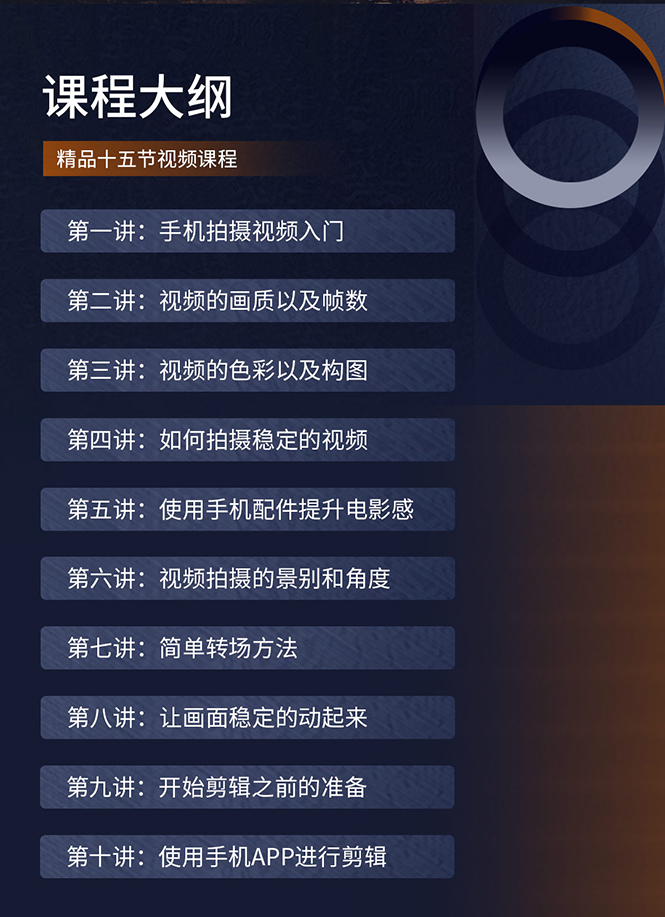 课程大纲
精品十五节视频课程
第一讲：手机拍摄视频入门
第二讲：视频的画质以及帧数
第三讲：视频的色彩以及构图
第四讲：如何拍摄稳定的视频
第五讲：使用手机配件提升电影感
第六讲：视频拍摄的景别和角度
第七讲：简单转场方法
第八讲：让画面稳定的动起来
第九讲：开始剪辑之前的准备
第十讲：使用手机APP进行剪辑